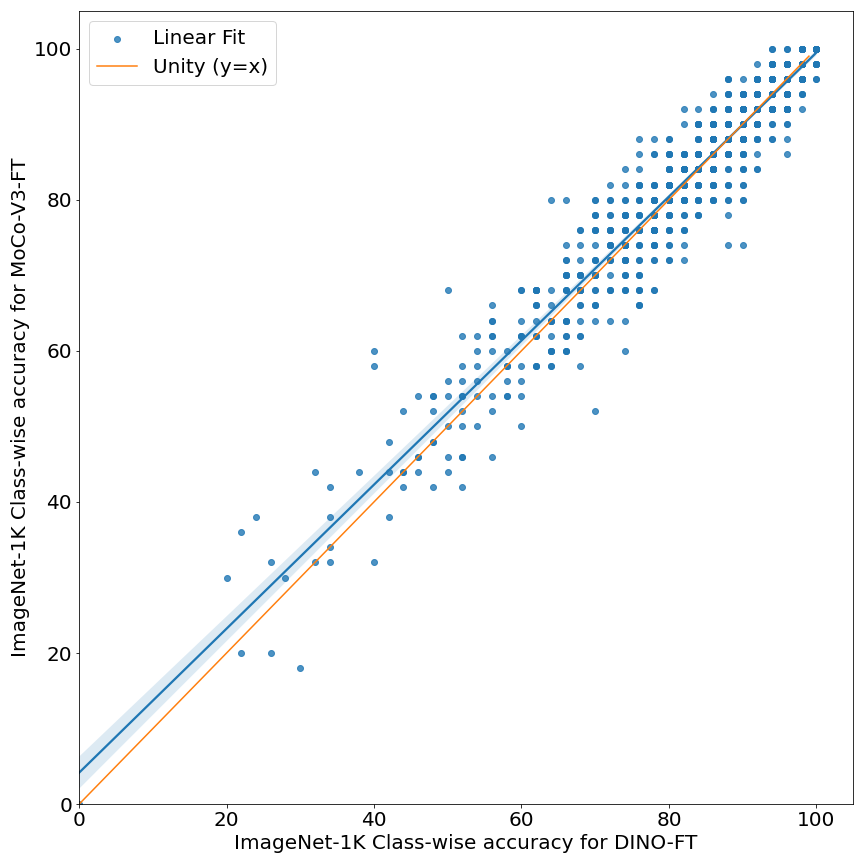 Linear Fit
Unity (y=x)
100
80
60
40
20
0
ImageNet-1K Class-wise accuracy for MoCo-V3-FT
0 20 40 60 80 100
ImageNet-1K Class-wise accuracy for DINO-FT